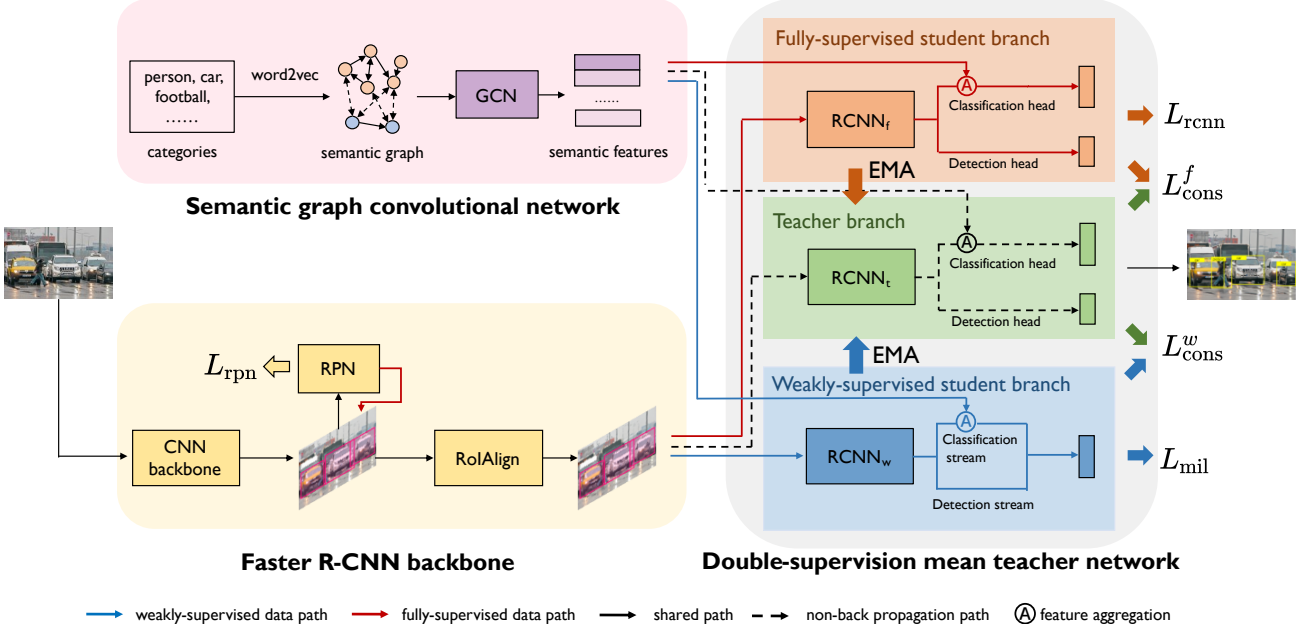 person, car,
football,
......
categories
word2vec
semantic graph
GCN
......
semantic features
Semantic graph convolutional network
L_rpn
RPN
CNN
backbone
RoIAlign
Faster R-CNN backbone
Fully-supervised student branch
RCNN_f
A
Classification head
Detection head
EMA
Teacher branch
RCNN_t
A
Classification head
Detection head
EMA
Weakly-supervised student branch
RCNN_w
A
Classification
stream
Detection stream
Double-supervision mean teacher network
L_rcnn
L^f_cons
L^w_cons
L_mil
weakly-supervised data path
fully-supervised data path
shared path
non-back propagation path
A feature aggregation